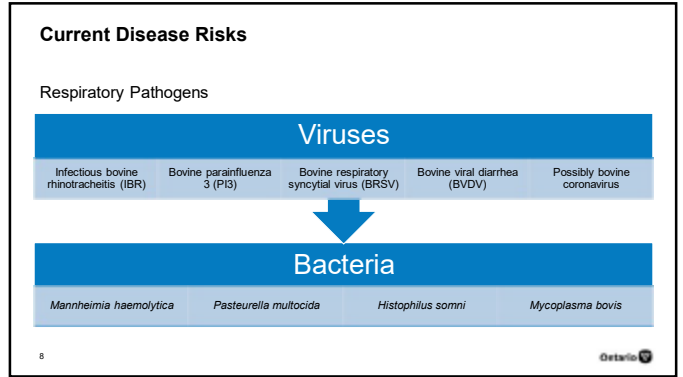 Current Disease Risks
Respiratory Pathogens
Viruses
Infectious bovine
rhinotracheitis (IBR)
Bovine parainfluenza
3 (PI3)
Bovine respiratory
syncytial virus (BRSV)
Bovine viral diarrhea
(BVDV)
Possibly bovine
coronavirus
Bacteria
Mannheimia haemolytica
Pasteurella multocida
Histophilus somni
Mycoplasma bovis
8
Ontario